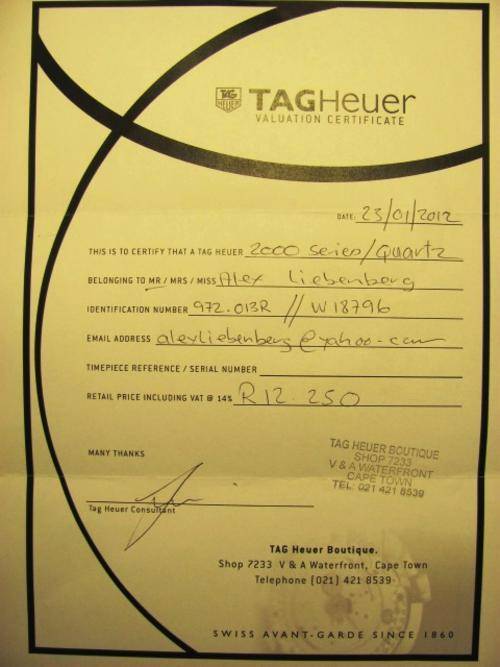 TAG HEUER
TAGHeuer
VALUATION CERTIFICATE
DATE: 23/01/2012
THIS IS TO CERTIFY THAT A TAG HEUER 2000 series/Quartz
BELONGING TO MR / MRS / MISS Alex Liebenberg
IDENTIFICATION NUMBER 972.013R // W18796
EMAIL ADDRESS alexliebenberg@yahoo.com
TIMEPIECE REFERENCE / SERIAL NUMBER
RETAIL PRICE INCLUDING VAT @ 14% R12.250
MANY THANKS
TAG HEUER BOUTIQUE
SHOP 7233
V & A WATERFRONT
CAPE TOWN
TEL: 021 421 8539
Tag Heuer Consultant
TAG Heuer Boutique.
Shop 7233 V & A Waterfront, Cape Town
Telephone (021) 421 8539
SWISS AVANT-GARDE SINCE 1860